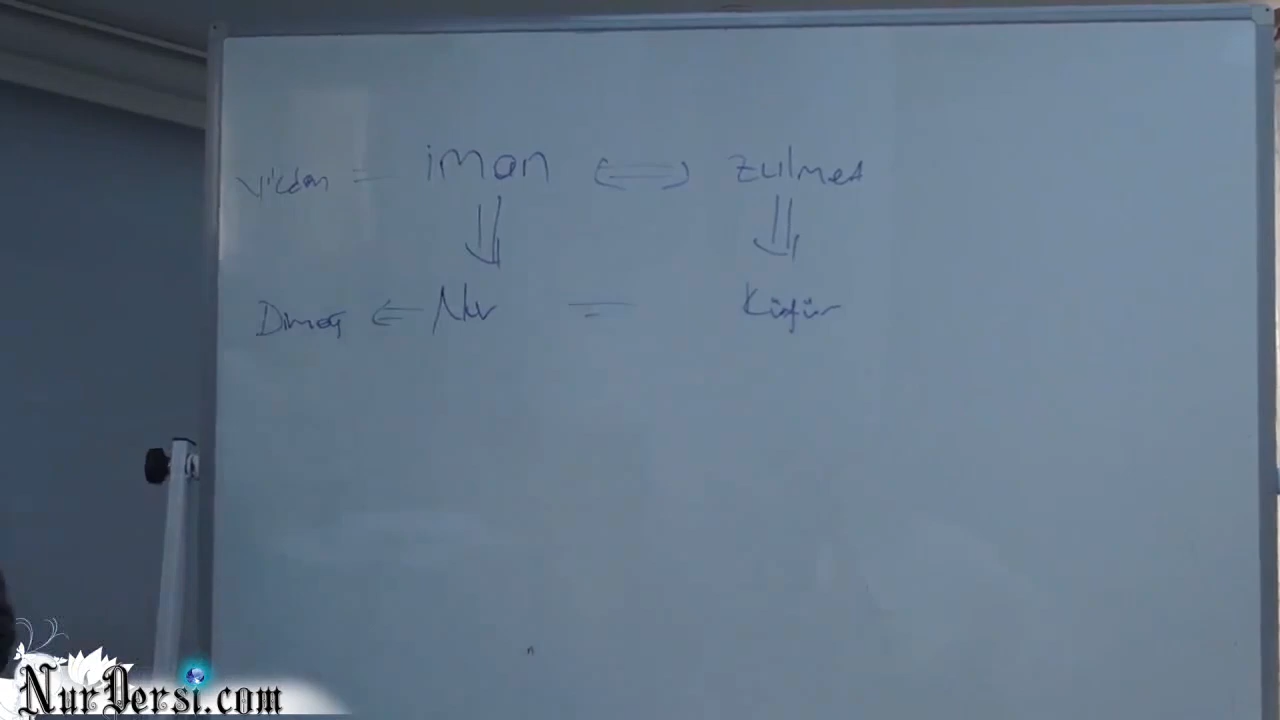 Vicdan = iman ⇔ zulmet
⇓ ⇓
Dimağ ⇐ Nur = Küfür
NurDersi.com